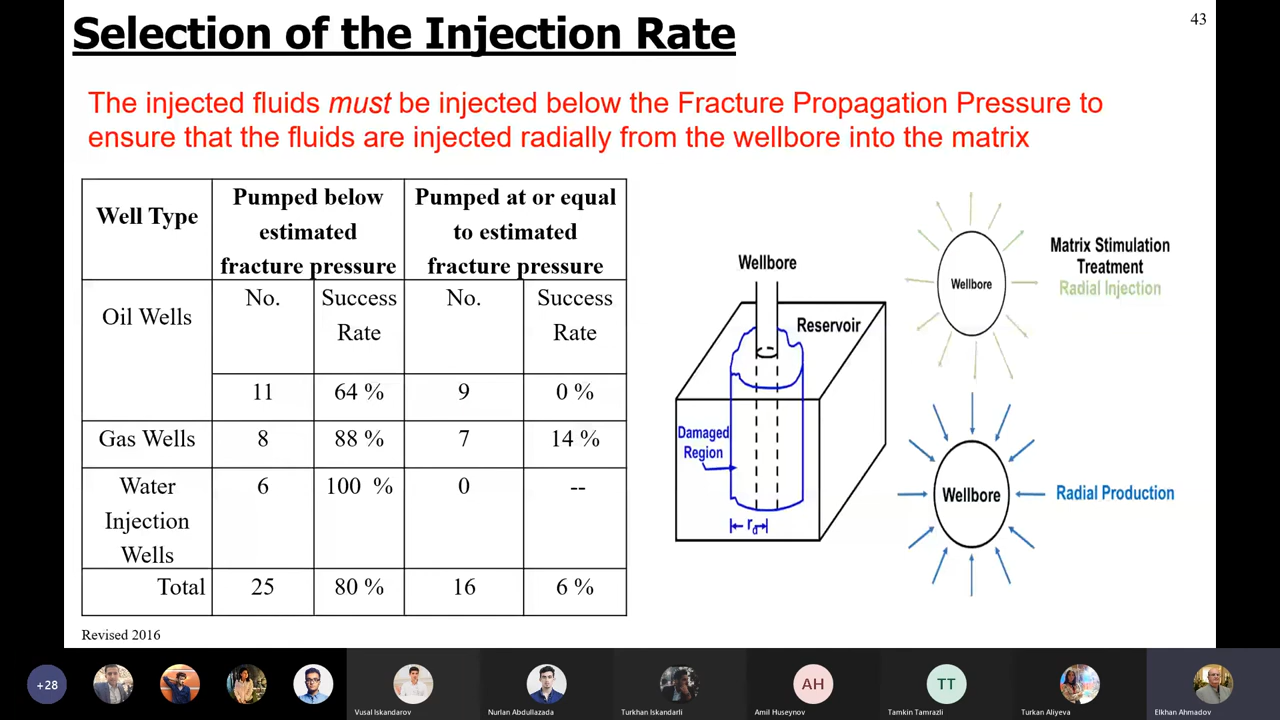 Selection of the Injection Rate
43
The injected fluids must be injected below the Fracture Propagation Pressure to
ensure that the fluids are injected radially from the wellbore into the matrix
Well Type
Pumped below
estimated
fracture pressure
Pumped at or equal
to estimated
fracture pressure
Oil Wells
No.
Success
Rate
No.
Success
Rate
11
64 %
9
0 %
Gas Wells
8
88 %
7
14 %
Water
Injection
Wells
6
100 %
0
--
Total
25
80 %
16
6 %
Revised 2016
Wellbore
Reservoir
Damaged
Region
Wellbore
Matrix Stimulation
Treatment
Radial Injection
Wellbore
Radial Production
+28
Vusal Iskandarov
Nurlan Abdullazada
Turkhan Iskandarli
AH
Amil Huseynov
TT
Tamkin Tamrazli
Turkan Aliyeva
Elkhan Ahmadov